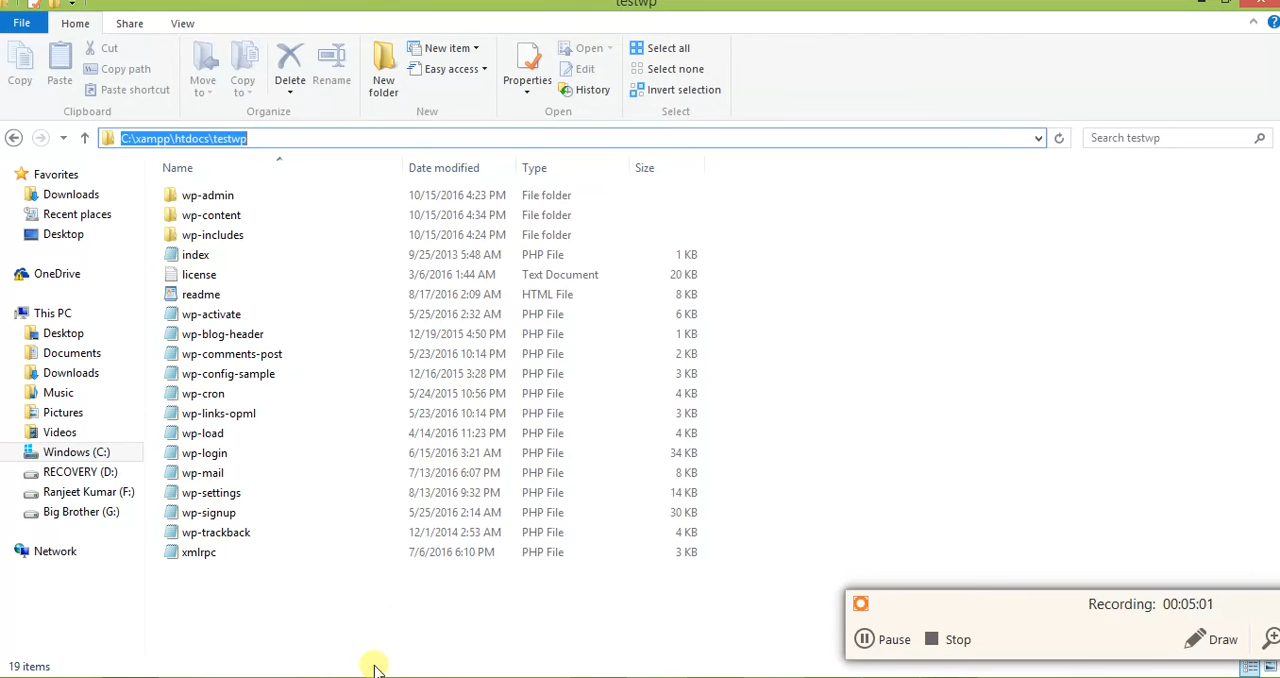 testwp
File Home Share View
Copy Paste Cut Copy path Paste shortcut
Move to Copy to Delete Rename
New folder New item Easy access
Properties Open Edit History
Select all
Select none
Invert selection
Clipboard Organize New Open Select
C:\xampp\htdocs\testwp Search testwp
Name Date modified Type Size
Favorites
Downloads
Recent places
Desktop
OneDrive
This PC
Desktop
Documents
Downloads
Music
Pictures
Videos
Windows (C:)
RECOVERY (D:)
Ranjeet Kumar (F:)
Big Brother (G:)
Network
wp-admin 10/15/2016 4:23 PM File folder
wp-content 10/15/2016 4:34 PM File folder
wp-includes 10/15/2016 4:24 PM File folder
index 9/25/2013 5:48 AM PHP File 1 KB
license 3/6/2016 1:44 AM Text Document 20 KB
readme 8/17/2016 2:09 AM HTML File 8 KB
wp-activate 5/25/2016 2:32 AM PHP File 6 KB
wp-blog-header 12/19/2015 4:50 PM PHP File 1 KB
wp-comments-post 5/23/2016 10:14 PM PHP File 2 KB
wp-config-sample 12/16/2015 3:28 PM PHP File 3 KB
wp-cron 5/24/2015 10:56 PM PHP File 4 KB
wp-links-opml 5/23/2016 10:14 PM PHP File 3 KB
wp-load 4/14/2016 11:23 PM PHP File 4 KB
wp-login 6/15/2016 3:21 AM PHP File 34 KB
wp-mail 7/13/2016 6:07 PM PHP File 8 KB
wp-settings 8/13/2016 9:32 PM PHP File 14 KB
wp-signup 5/25/2016 2:14 AM PHP File 30 KB
wp-trackback 12/1/2014 2:53 AM PHP File 4 KB
xmlrpc 7/6/2016 6:10 PM PHP File 3 KB
Recording: 00:05:01
Pause Stop Draw
19 items